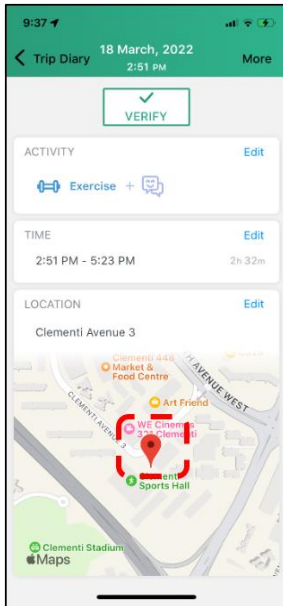 9:37
Trip Diary
18 March, 2022
2:51 PM
More
VERIFY
ACTIVITY
Edit
Exercise +
TIME
Edit
2:51 PM - 5:23 PM
2h 32m
LOCATION
Edit
Clementi Avenue 3
Clementi 448
Market &
Food Centre
AVENUE WEST
Art Friend
CLEMENTI AVENUE 3
WE Cinemas
321 Clementi
Clementi
Sports Hall
Clementi Stadium
Maps